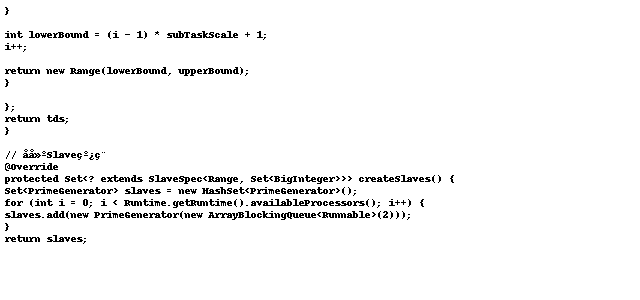 }
int lowerBound = (i - 1) * subTaskScale + 1;
i++;
return new Range(lowerBound, upperBound);
}
};
return tds;
}
// åå»ºSlaveçº¿ç¨
@Override
protected Set<? extends SlaveSpec<Range, Set<BigInteger>>> createSlaves() {
Set<PrimeGenerator> slaves = new HashSet<PrimeGenerator>();
for (int i = 0; i < Runtime.getRuntime().availableProcessors(); i++) {
slaves.add(new PrimeGenerator(new ArrayBlockingQueue<Runnable>(2)));
}
return slaves;